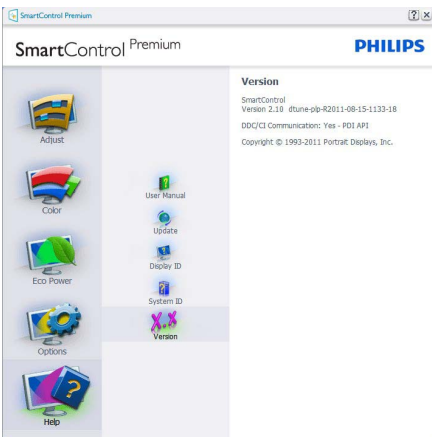 SmartControl Premium
SmartControl Premium
PHILIPS
Adjust
Color
Eco Power
Options
Help
User Manual
Update
Display ID
System ID
X.X
Version
Version
SmartControl
Version 2.10 dtune-plp-R2011-08-15-1133-18
DDC/CI Communication: Yes - PDI API
Copyright © 1993-2011 Portrait Displays, Inc.